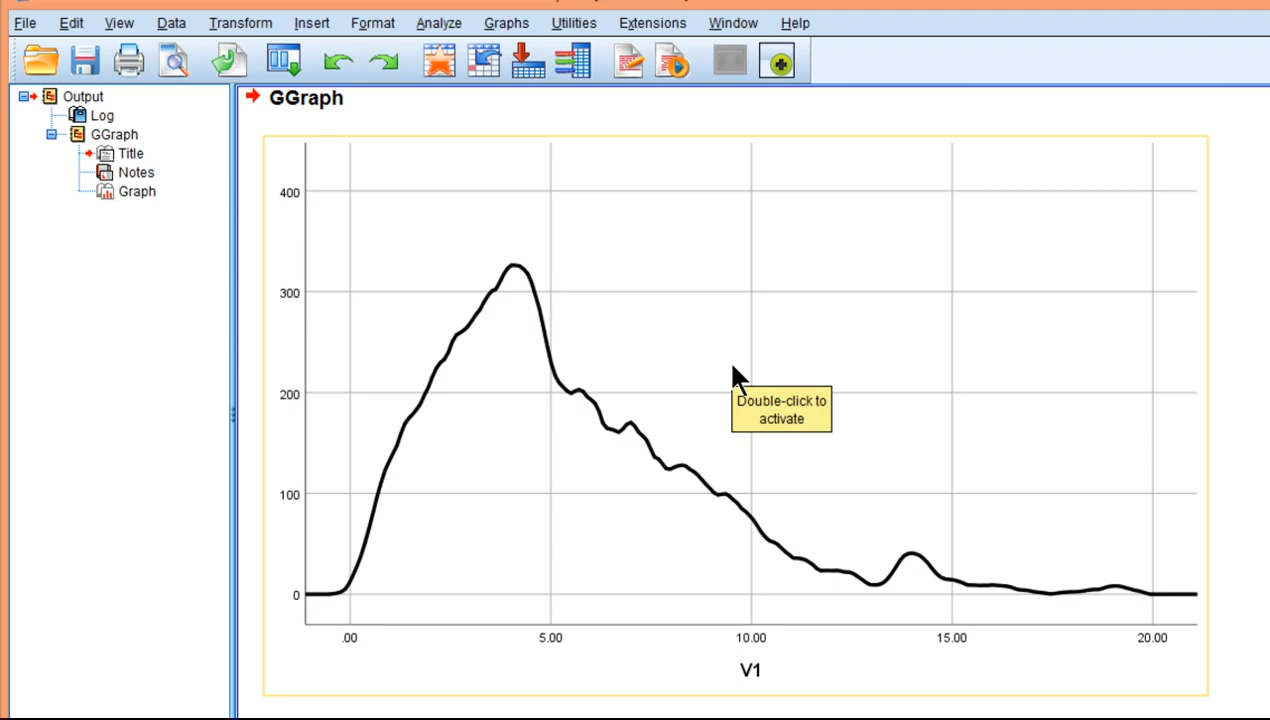 File Edit View Data Transform Insert Format Analyze Graphs Utilities Extensions Window Help
Output
Log
GGraph
Title
Notes
Graph
GGraph
400
300
200
100
0
.00 5.00 10.00 15.00 20.00
V1
Double-click to
activate